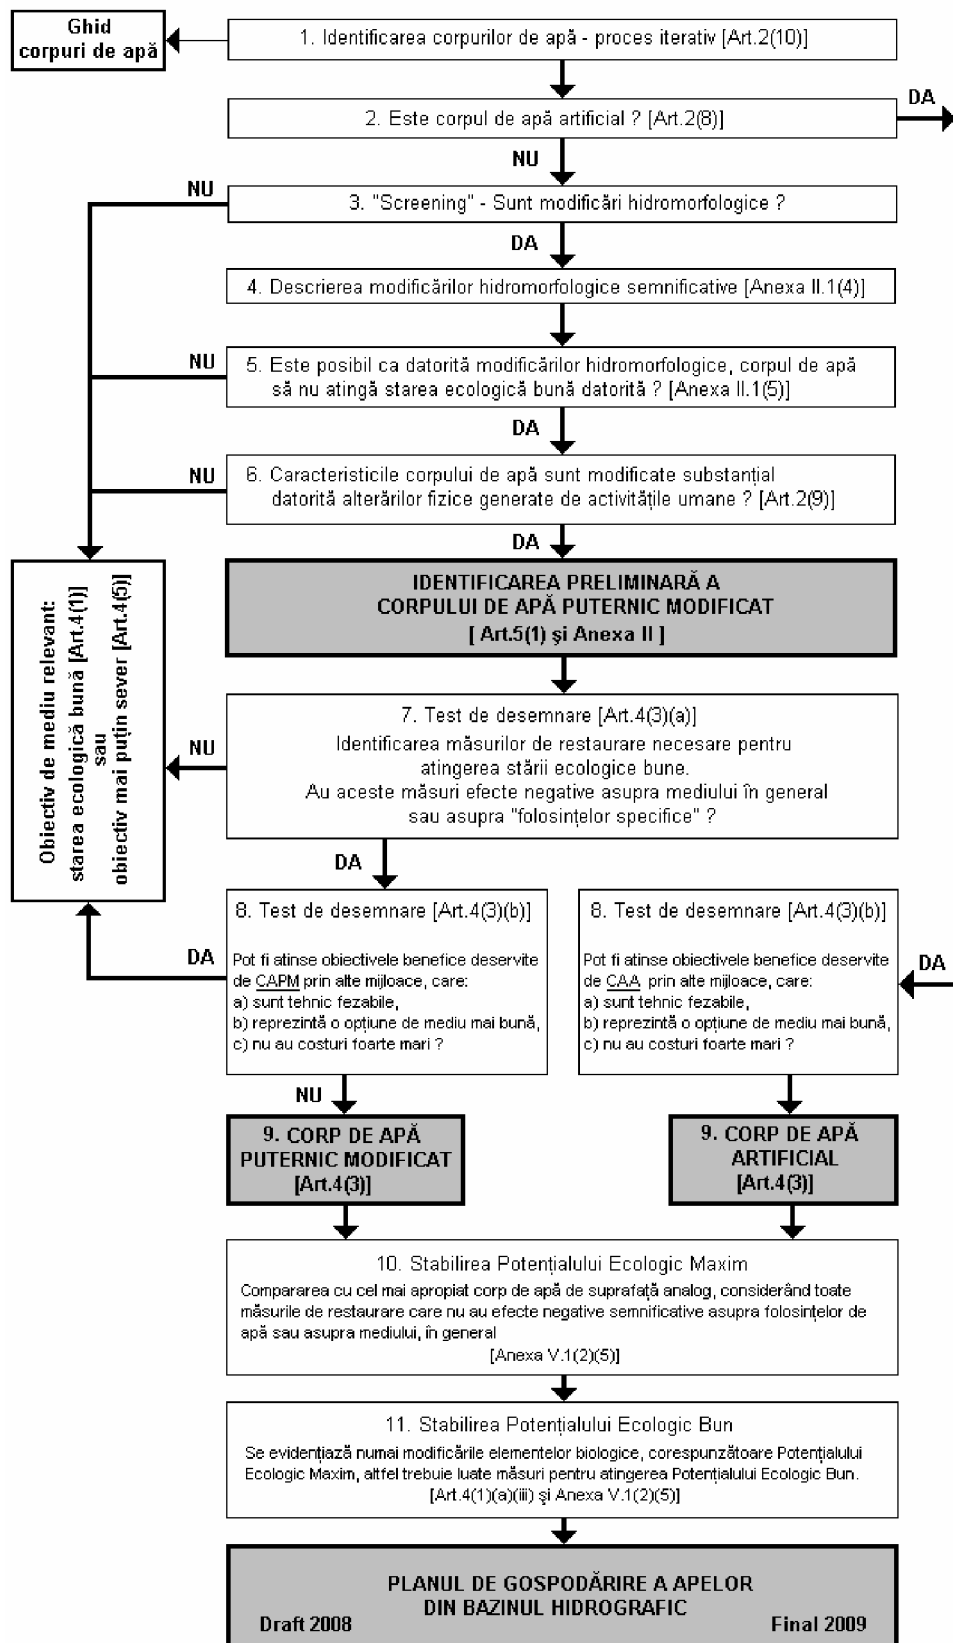 Ghid
corpuri de apă
1. Identificarea corpurilor de apă - proces iterativ [Art.2(10)]
DA
2. Este corpul de apă artificial ? [Art.2(8)]
NU
NU
3. "Screening" - Sunt modificări hidromorfologice ?
DA
4. Descrierea modificărilor hidromorfologice semnificative [Anexa II.1(4)]
NU
5. Este posibil ca datorită modificărilor hidromorfologice, corpul de apă
să nu atingă starea ecologică bună datorită ? [Anexa II.1(5)]
DA
NU
6. Caracteristicile corpului de apă sunt modificate substanțial
datorită alterărilor fizice generate de activitățile umane ? [Art.2(9)]
DA
IDENTIFICAREA PRELIMINARĂ A
CORPULUI DE APĂ PUTERNIC MODIFICAT
[ Art.5(1) și Anexa II ]
Obiectiv de mediu relevant:
starea ecologică bună [Art.4(1)]
sau
obiectiv mai puțin sever [Art.4(5)]
NU
7. Test de desemnare [Art.4(3)(a)]
Identificarea măsurilor de restaurare necesare pentru
atingerea stării ecologice bune.
Au aceste măsuri efecte negative asupra mediului în general
sau asupra "folosințelor specifice" ?
DA
8. Test de desemnare [Art.4(3)(b)]
DA
Pot fi atinse obiectivele benefice deservite
de CAPM prin alte mijloace, care:
a) sunt tehnic fezabile,
b) reprezintă o opțiune de mediu mai bună,
c) nu au costuri foarte mari ?
8. Test de desemnare [Art.4(3)(b)]
Pot fi atinse obiectivele benefice deservite
de CAA prin alte mijloace, care:
a) sunt tehnic fezabile,
b) reprezintă o opțiune de mediu mai bună,
c) nu au costuri foarte mari ?
DA
NU
9. CORP DE APĂ
PUTERNIC MODIFICAT
[Art.4(3)]
9. CORP DE APĂ
ARTIFICIAL
[Art.4(3)]
10. Stabilirea Potențialului Ecologic Maxim
Compararea cu cel mai apropiat corp de apă de suprafață analog, considerând toate
măsurile de restaurare care nu au efecte negative semnificative asupra folosințelor de
apă sau asupra mediului, în general
[Anexa V.1(2)(5)]
11. Stabilirea Potențialului Ecologic Bun
Se evidențiază numai modificările elementelor biologice, corespunzătoare Potențialului
Ecologic Maxim, altfel trebuie luate măsuri pentru atingerea Potențialului Ecologic Bun.
[Art.4(1)(a)(iii) și Anexa V.1(2)(5)]
PLANUL DE GOSPODĂRIRE A APELOR
DIN BAZINUL HIDROGRAFIC
Draft 2008 Final 2009